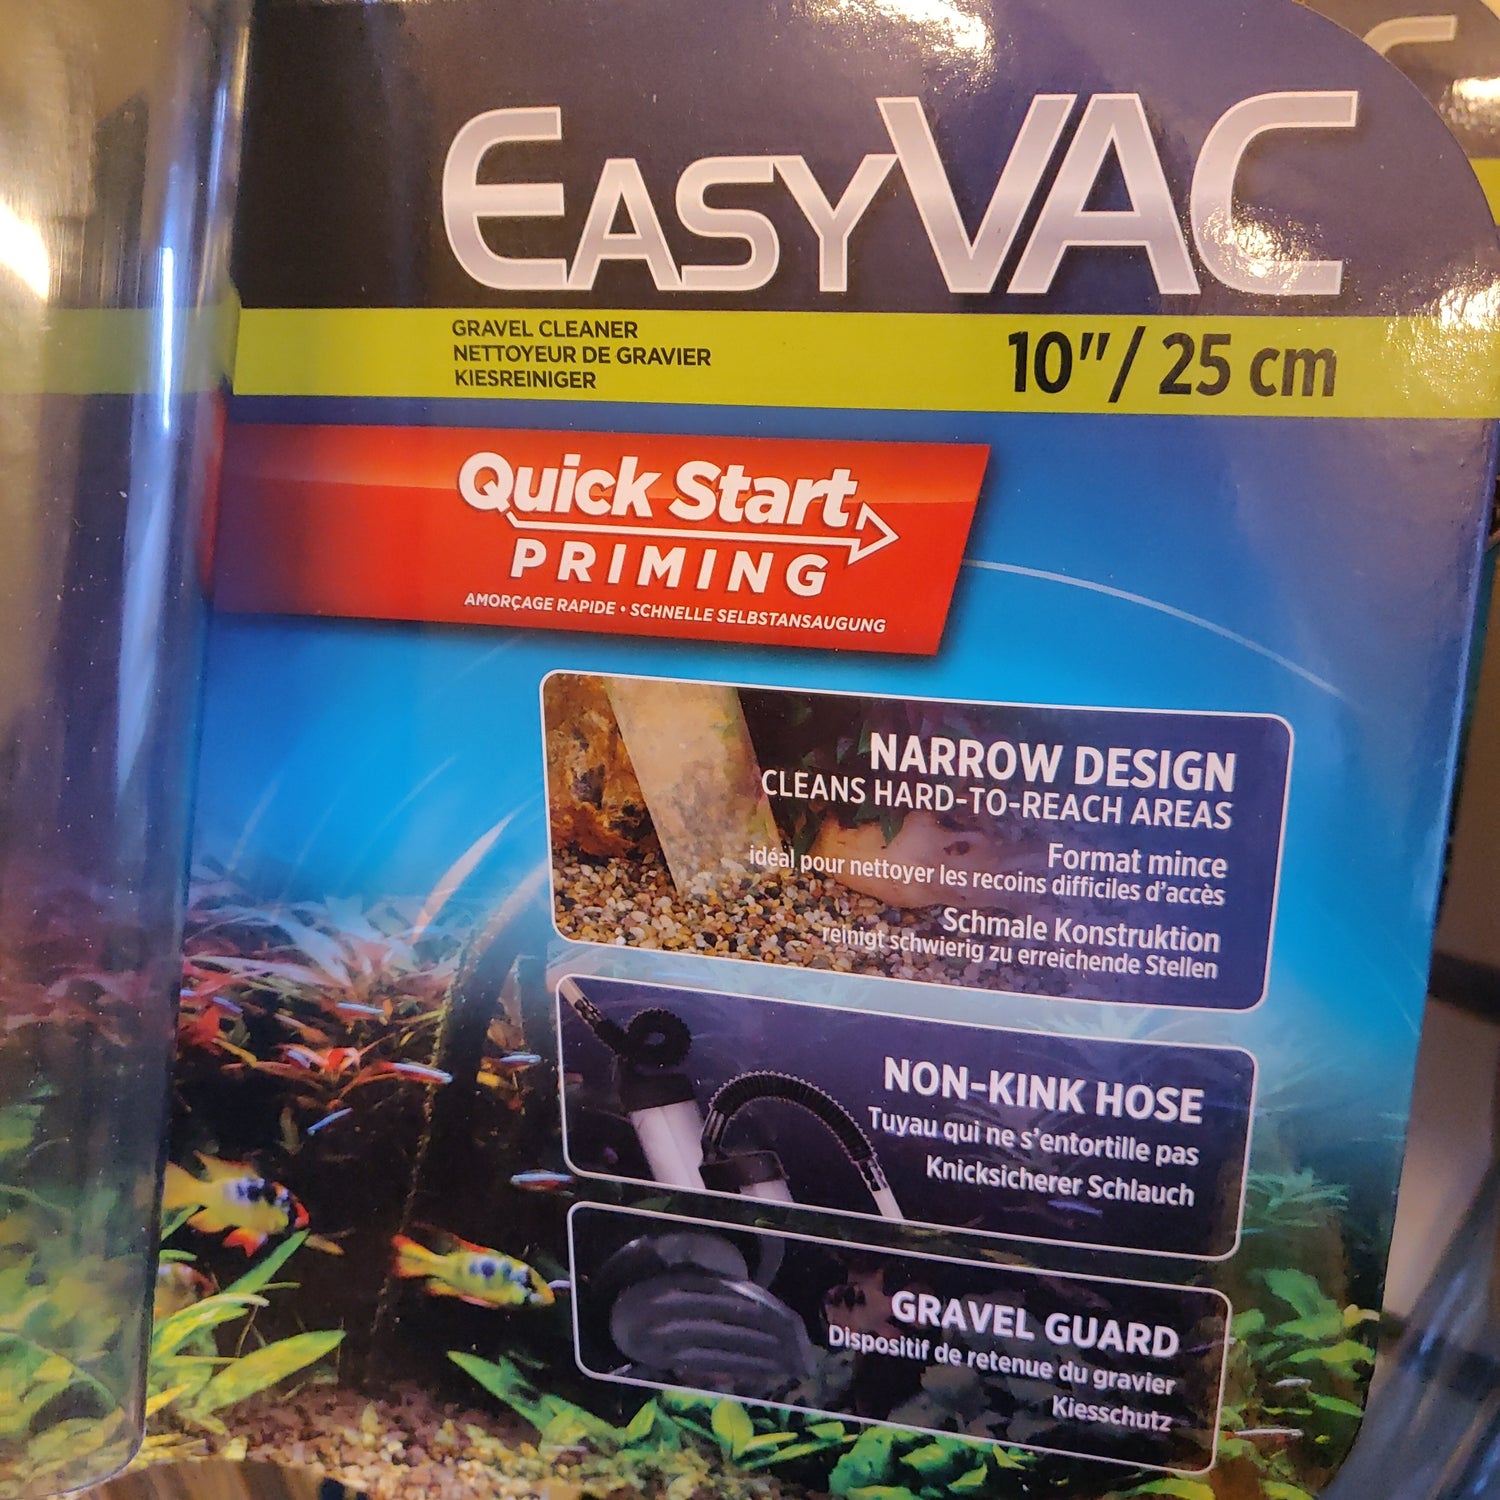 EASYVAC
GRAVEL CLEANER
NETTOYEUR DE GRAVIER
KIESREINIGER
10"/ 25 cm
Quick Start
PRIMING
AMORÇAGE RAPIDE • SCHNELLE SELBSTANSAUGUNG
NARROW DESIGN
CLEANS HARD-TO-REACH AREAS
Format mince
idéal pour nettoyer les recoins difficiles d'accès
Schmale Konstruktion
reinigt schwierig zu erreichende Stellen
NON-KINK HOSE
Tuyau qui ne s'entortille pas
Knicksicherer Schlauch
GRAVEL GUARD
Dispositif de retenue du gravier
Kiesschutz